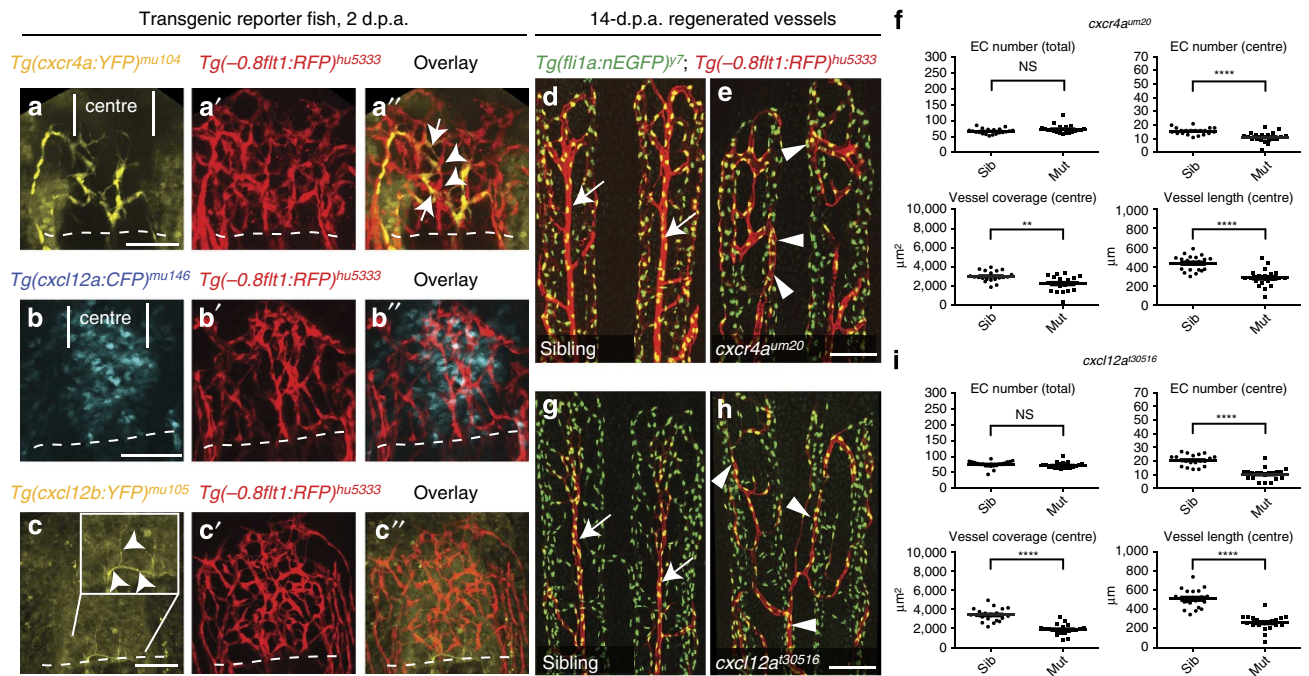 Transgenic reporter fish, 2 d.p.a.
14-d.p.a. regenerated vessels
Tg(cxcr4a:YFP)mu104
Tg(–0.8flt1:RFP)hu5333
Overlay
Tg(fli1a:nEGFP)y7; Tg(–0.8flt1:RFP)hu5333
a
centre
a′
a″
d
e
Tg(cxcl12a:CFP)mu146
Tg(–0.8flt1:RFP)hu5333
Overlay
b
centre
b′
b″
Sibling
cxcr4aum20
Tg(cxcl12b:YFP)mu105
Tg(–0.8flt1:RFP)hu5333
Overlay
c
c′
c″
g
h
Sibling
cxcl12at30516
f
cxcr4aum20
EC number (total)
300
250
200
150
100
50
0
NS
Sib
Mut
EC number (centre)
70
60
50
40
30
20
10
0
****
Sib
Mut
Vessel coverage (centre)
µm2
10,000
8,000
6,000
4,000
2,000
0
**
Sib
Mut
Vessel length (centre)
µm
1,000
800
600
400
200
0
****
Sib
Mut
i
cxcl12at30516
EC number (total)
300
250
200
150
100
50
0
NS
Sib
Mut
EC number (centre)
70
60
50
40
30
20
10
0
****
Sib
Mut
Vessel coverage (centre)
µm2
10,000
8,000
6,000
4,000
2,000
0
****
Sib
Mut
Vessel length (centre)
µm
1,000
800
600
400
200
0
****
Sib
Mut